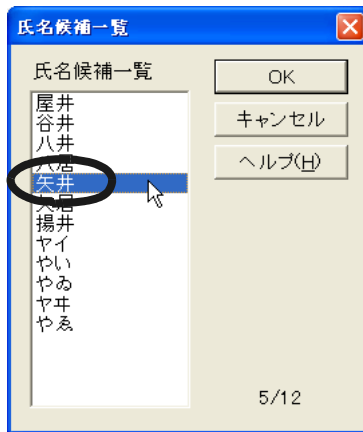 氏名候補一覧
氏名候補一覧
屋井
谷井
八井
八居
矢井
矢居
揚井
ヤイ
やい
やゐ
ヤヰ
やゑ
OK
キャンセル
ヘルプ(H)
5/12